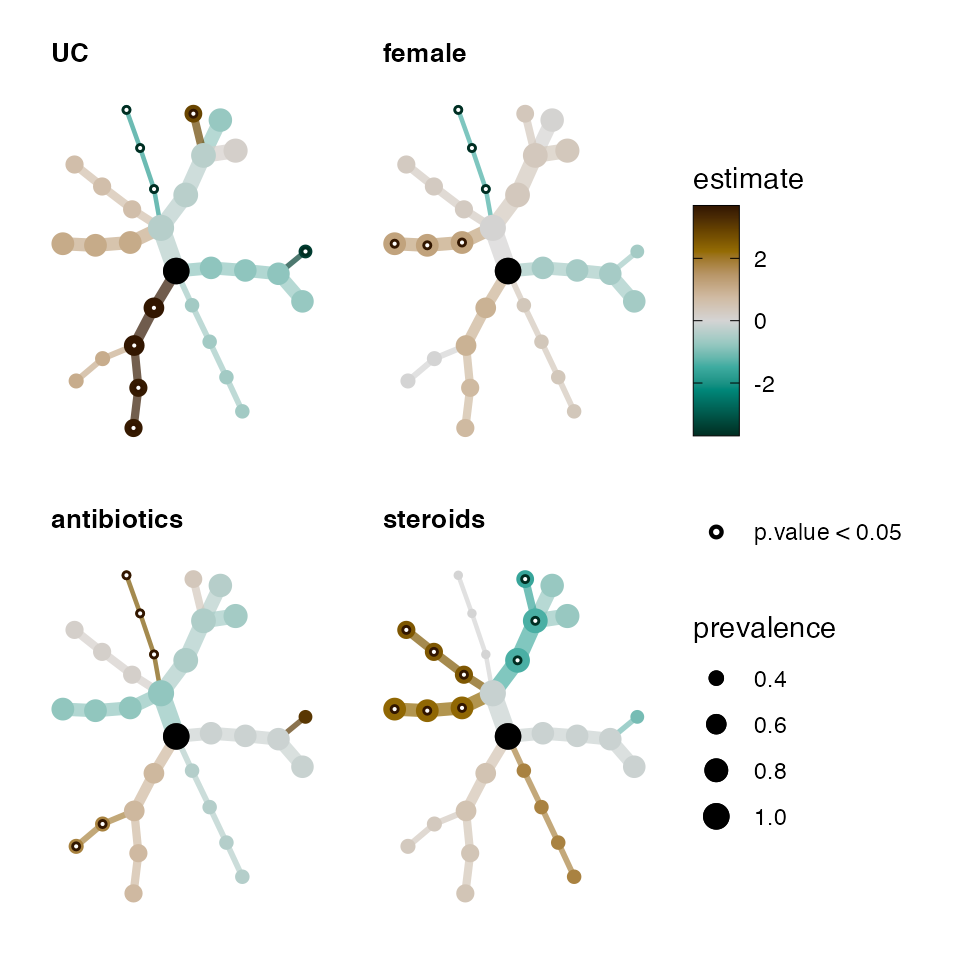 UC
female
antibiotics
steroids
estimate
2
0
-2
p.value < 0.05
prevalence
0.4
0.6
0.8
1.0